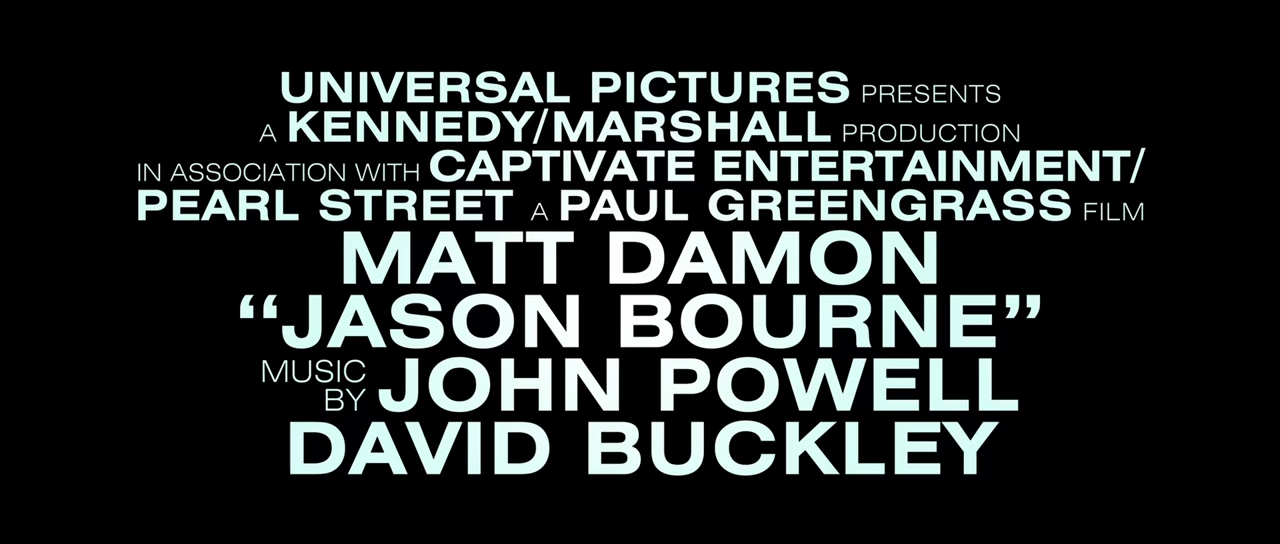 UNIVERSAL PICTURES PRESENTS
A KENNEDY/MARSHALL PRODUCTION
IN ASSOCIATION WITH CAPTIVATE ENTERTAINMENT/
PEARL STREET A PAUL GREENGRASS FILM
MATT DAMON
“JASON BOURNE”
MUSIC BY JOHN POWELL
DAVID BUCKLEY